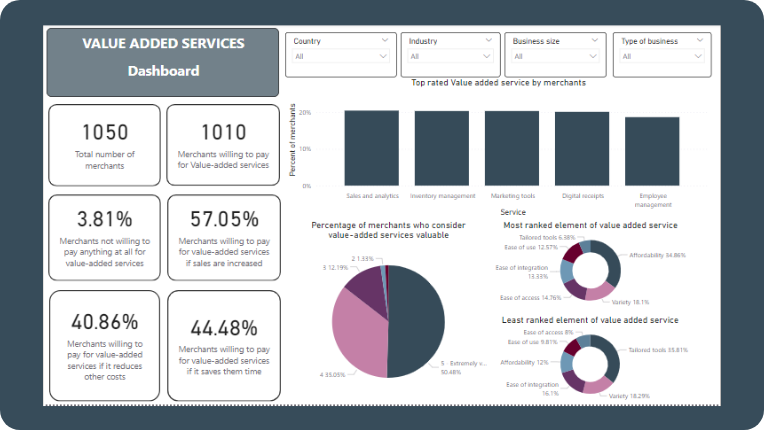 VALUE ADDED SERVICES
Dashboard
Country
All
Industry
All
Business size
All
Type of business
All
1050
Total number of
merchants
1010
Merchants willing to pay
for Value-added services
3.81%
Merchants not willing to
pay anything at all for
value-added services
57.05%
Merchants willing to pay
for value-added services
if sales are increased
40.86%
Merchants willing to
pay for value-added
services if it reduces
other costs
44.48%
Merchants willing to pay
for value-added services
if it saves them time
Top rated Value added service by merchants
Percent of merchants
20%
10%
0%
Sales and analytics
Inventory management
Marketing tools
Digital receipts
Employee
management
Service
Percentage of merchants who consider
value-added services valuable
2 1.33%
3 12.19%
4 35.05%
5 - Extremely v...
50.48%
Most ranked element of value added service
Tailored tools 6.38%
Ease of use 12.57%
Ease of integration
13.33%
Ease of access 14.76%
Affordability 34.86%
Variety 18.1%
Least ranked element of value added service
Ease of access 8%
Ease of use 9.81%
Affordability 12%
Ease of integration
16.1%
Tailored tools 35.81%
Variety 18.29%